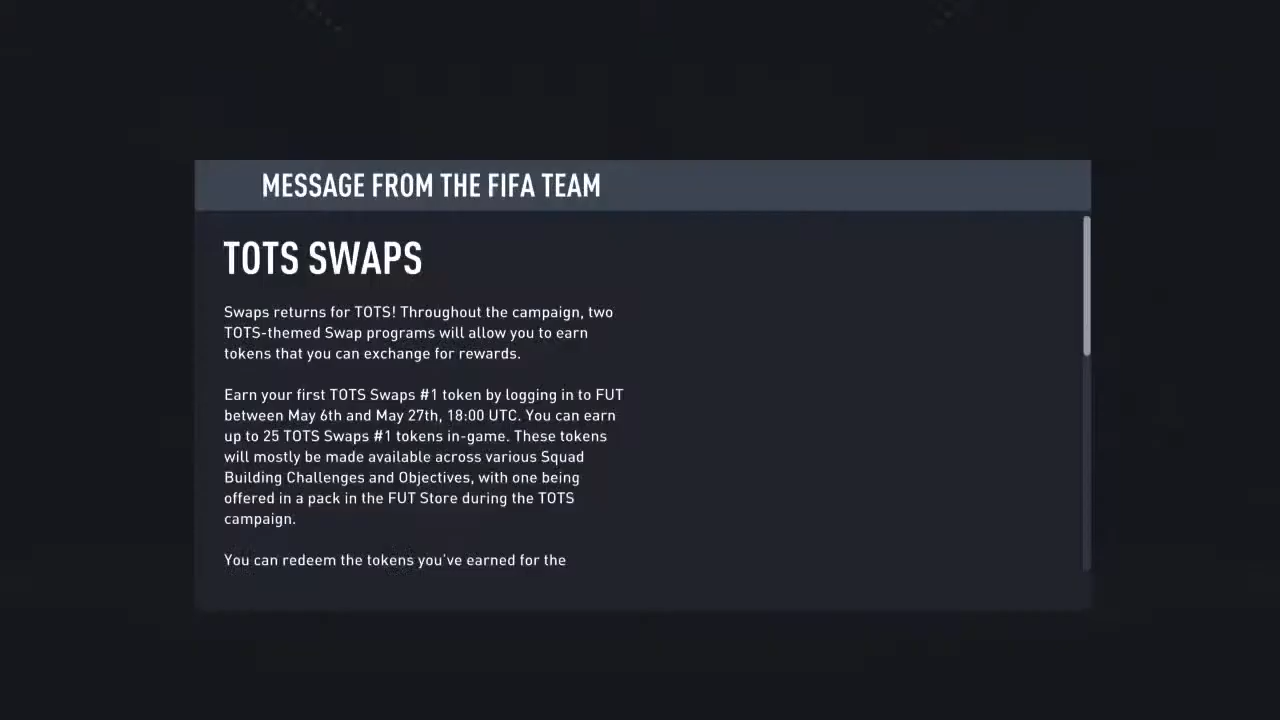 MESSAGE FROM THE FIFA TEAM
TOTS SWAPS
Swaps returns for TOTS! Throughout the campaign, two
TOTS-themed Swap programs will allow you to earn
tokens that you can exchange for rewards.
Earn your first TOTS Swaps #1 token by logging in to FUT
between May 6th and May 27th, 18:00 UTC. You can earn
up to 25 TOTS Swaps #1 tokens in-game. These tokens
will mostly be made available across various Squad
Building Challenges and Objectives, with one being
offered in a pack in the FUT Store during the TOTS
campaign.
You can redeem the tokens you've earned for the